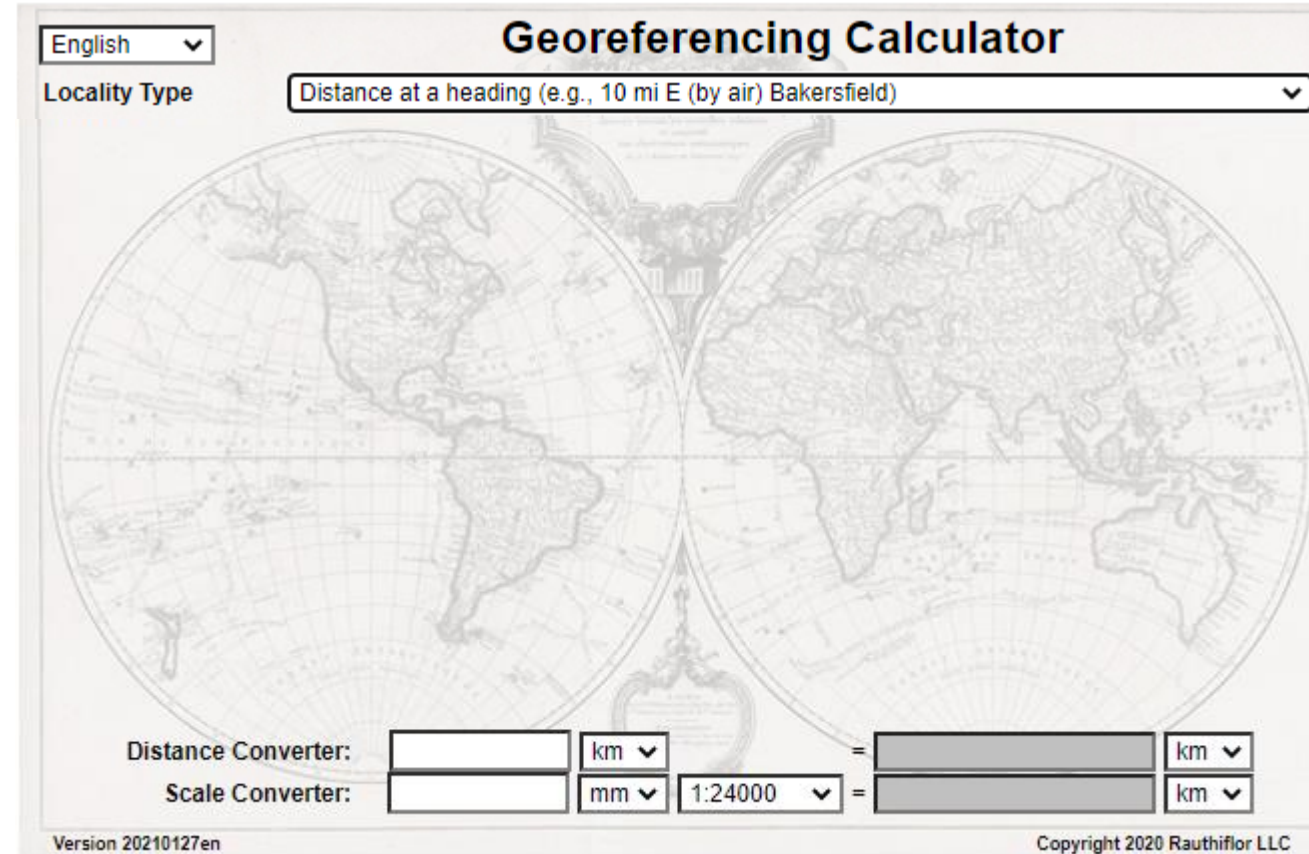 English
Georeferencing Calculator
Locality Type
Distance at a heading (e.g., 10 mi E (by air) Bakersfield)
Distance Converter: km = km
Scale Converter: mm 1:24000 = km
Version 20210127en
Copyright 2020 Rauthiflor LLC